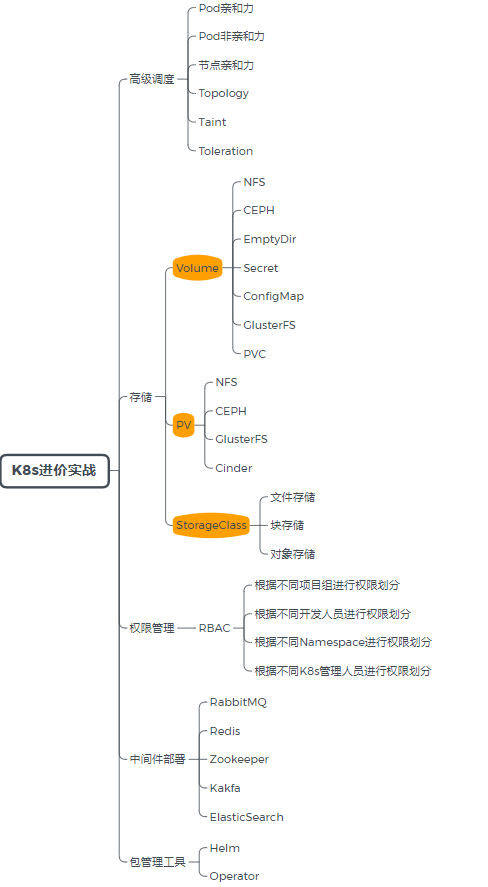 K8s进价实战
高级调度
Pod亲和力
Pod非亲和力
节点亲和力
Topology
Taint
Toleration
存储
Volume
NFS
CEPH
EmptyDir
Secret
ConfigMap
GlusterFS
PVC
PV
NFS
CEPH
GlusterFS
Cinder
StorageClass
文件存储
块存储
对象存储
权限管理
RBAC
根据不同项目组进行权限划分
根据不同开发人员进行权限划分
根据不同Namespace进行权限划分
根据不同K8s管理人员进行权限划分
中间件部署
RabbitMQ
Redis
Zookeeper
Kakfa
ElasticSearch
包管理工具
Helm
Operator